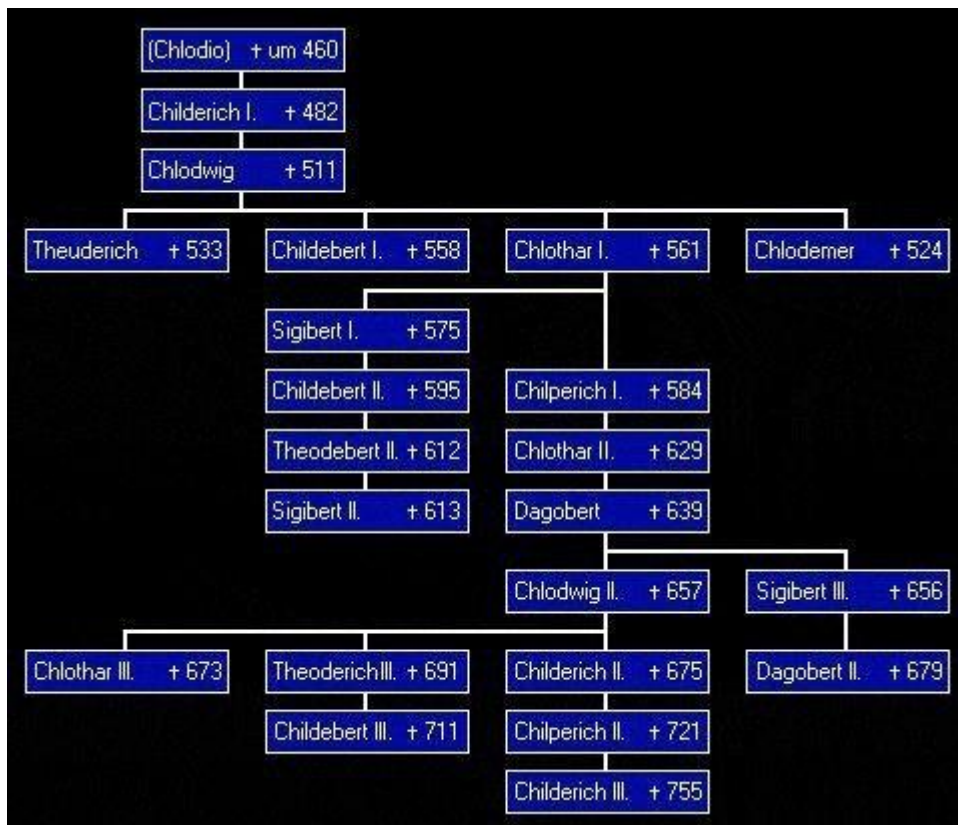 (Chlodio) † um 460
Childerich I. † 482
Chlodwig † 511
Theuderich † 533
Childebert I. † 558
Chlothar I. † 561
Chlodemer † 524
Sigibert I. † 575
Childebert II. † 595
Chilperich I. † 584
Theodebert II. † 612
Chlothar II. † 629
Sigibert II. † 613
Dagobert † 639
Chlodwig II. † 657
Sigibert III. † 656
Chlothar III. † 673
Theoderich III. † 691
Childerich II. † 675
Dagobert II. † 679
Childebert III. † 711
Chilperich II. † 721
Childerich III. † 755